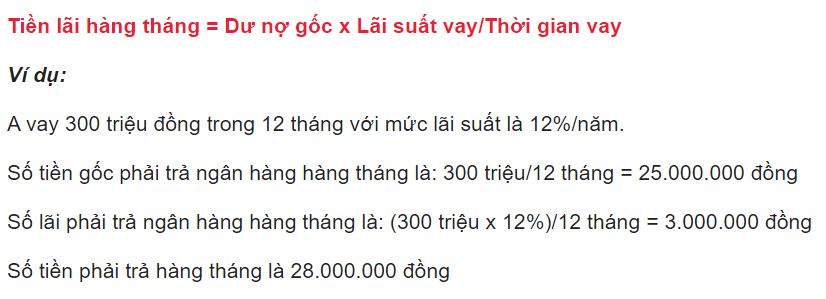 Tiền lãi hàng tháng = Dư nợ gốc x Lãi suất vay/Thời gian vay
Ví dụ:
A vay 300 triệu đồng trong 12 tháng với mức lãi suất là 12%/năm.
Số tiền gốc phải trả ngân hàng hàng tháng là: 300 triệu/12 tháng = 25.000.000 đồng
Số lãi phải trả ngân hàng hàng tháng là: (300 triệu x 12%)/12 tháng = 3.000.000 đồng
Số tiền phải trả hàng tháng là 28.000.000 đồng